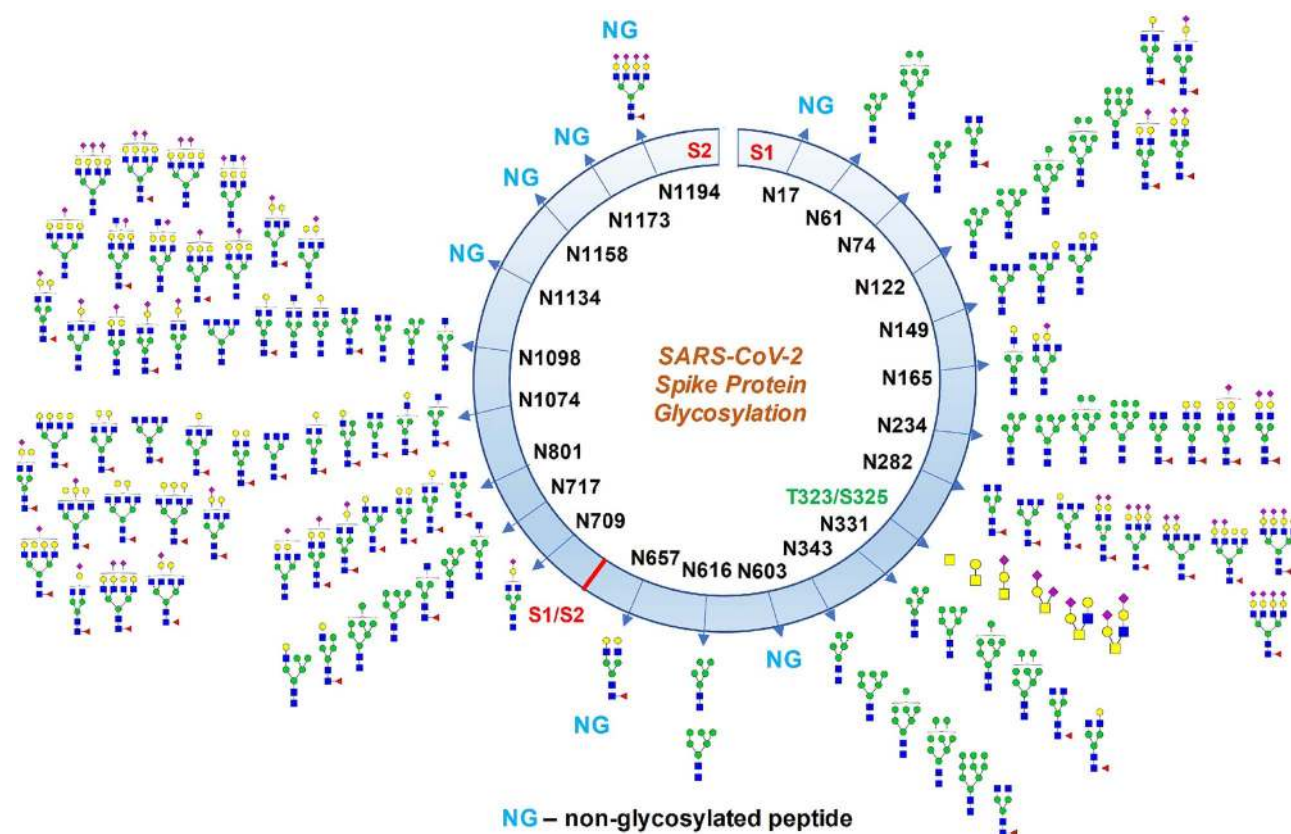 NG
NG
NG
NG
NG
S2
S1
N1194
N17
N1173
N61
N1158
N74
N1134
N122
N149
N1098
N165
N1074
N234
N801
N282
N717
N709
SARS-CoV-2
Spike Protein
Glycosylation
T323/S325
N331
N343
N657
N616
N603
S1/S2
NG
NG
NG – non-glycosylated peptide